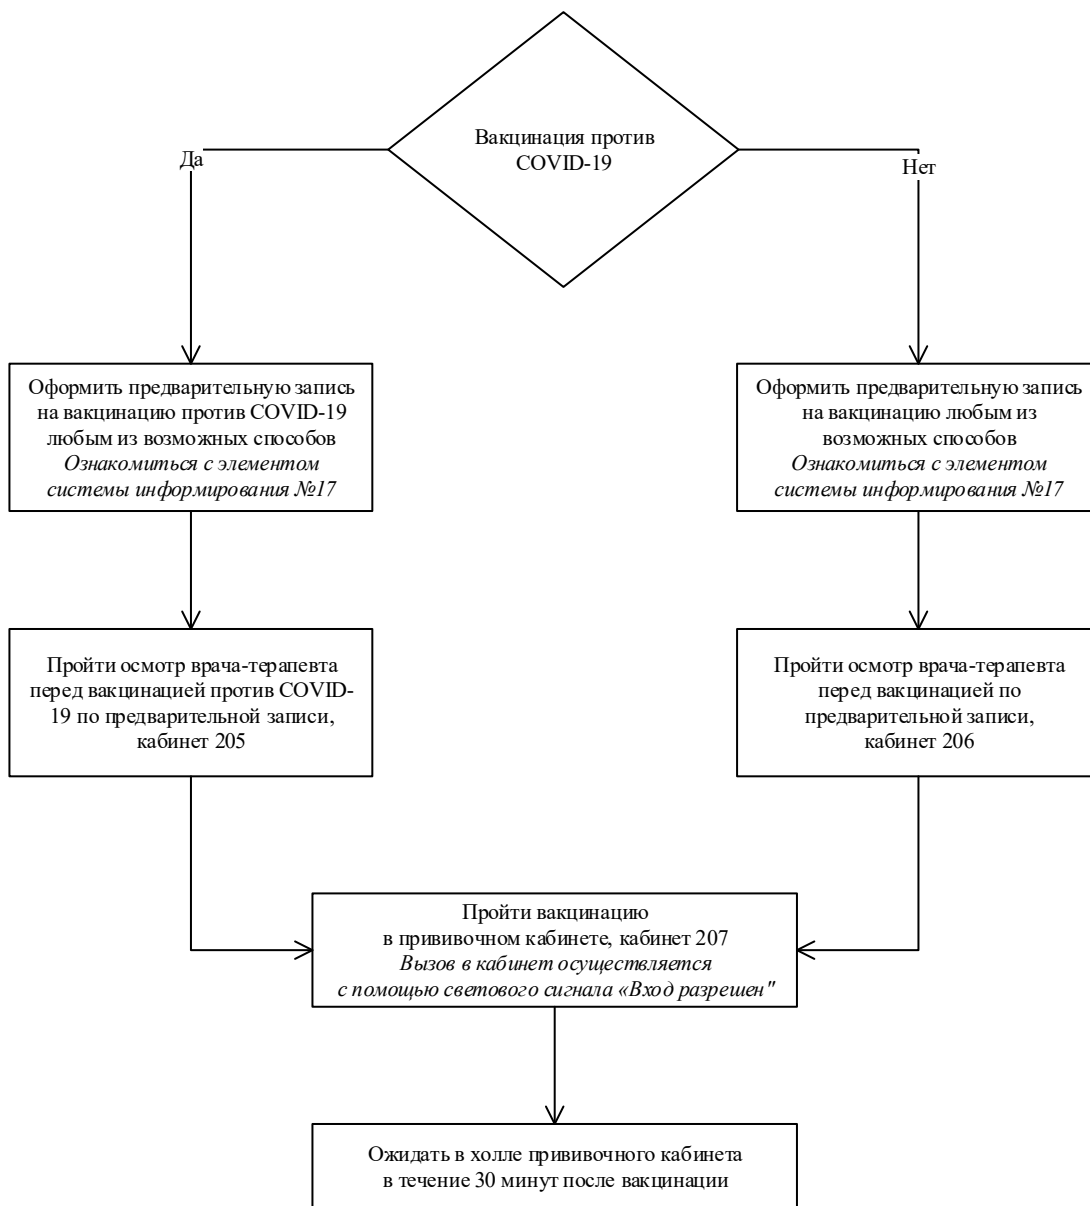 Вакцинация против
COVID-19
Да
Нет
Оформить предварительную запись
на вакцинацию против COVID-19
любым из возможных способов
Ознакомиться с элементом
системы информирования №17
Оформить предварительную запись
на вакцинацию любым из
возможных способов
Ознакомиться с элементом
системы информирования №17
Пройти осмотр врача-терапевта
перед вакцинацией против COVID-
19 по предварительной записи,
кабинет 205
Пройти осмотр врача-терапевта
перед вакцинацией по
предварительной записи,
кабинет 206
Пройти вакцинацию
в прививочном кабинете, кабинет 207
Вызов в кабинет осуществляется
с помощью светового сигнала «Вход разрешен"
Ожидать в холле прививочного кабинета
в течение 30 минут после вакцинации